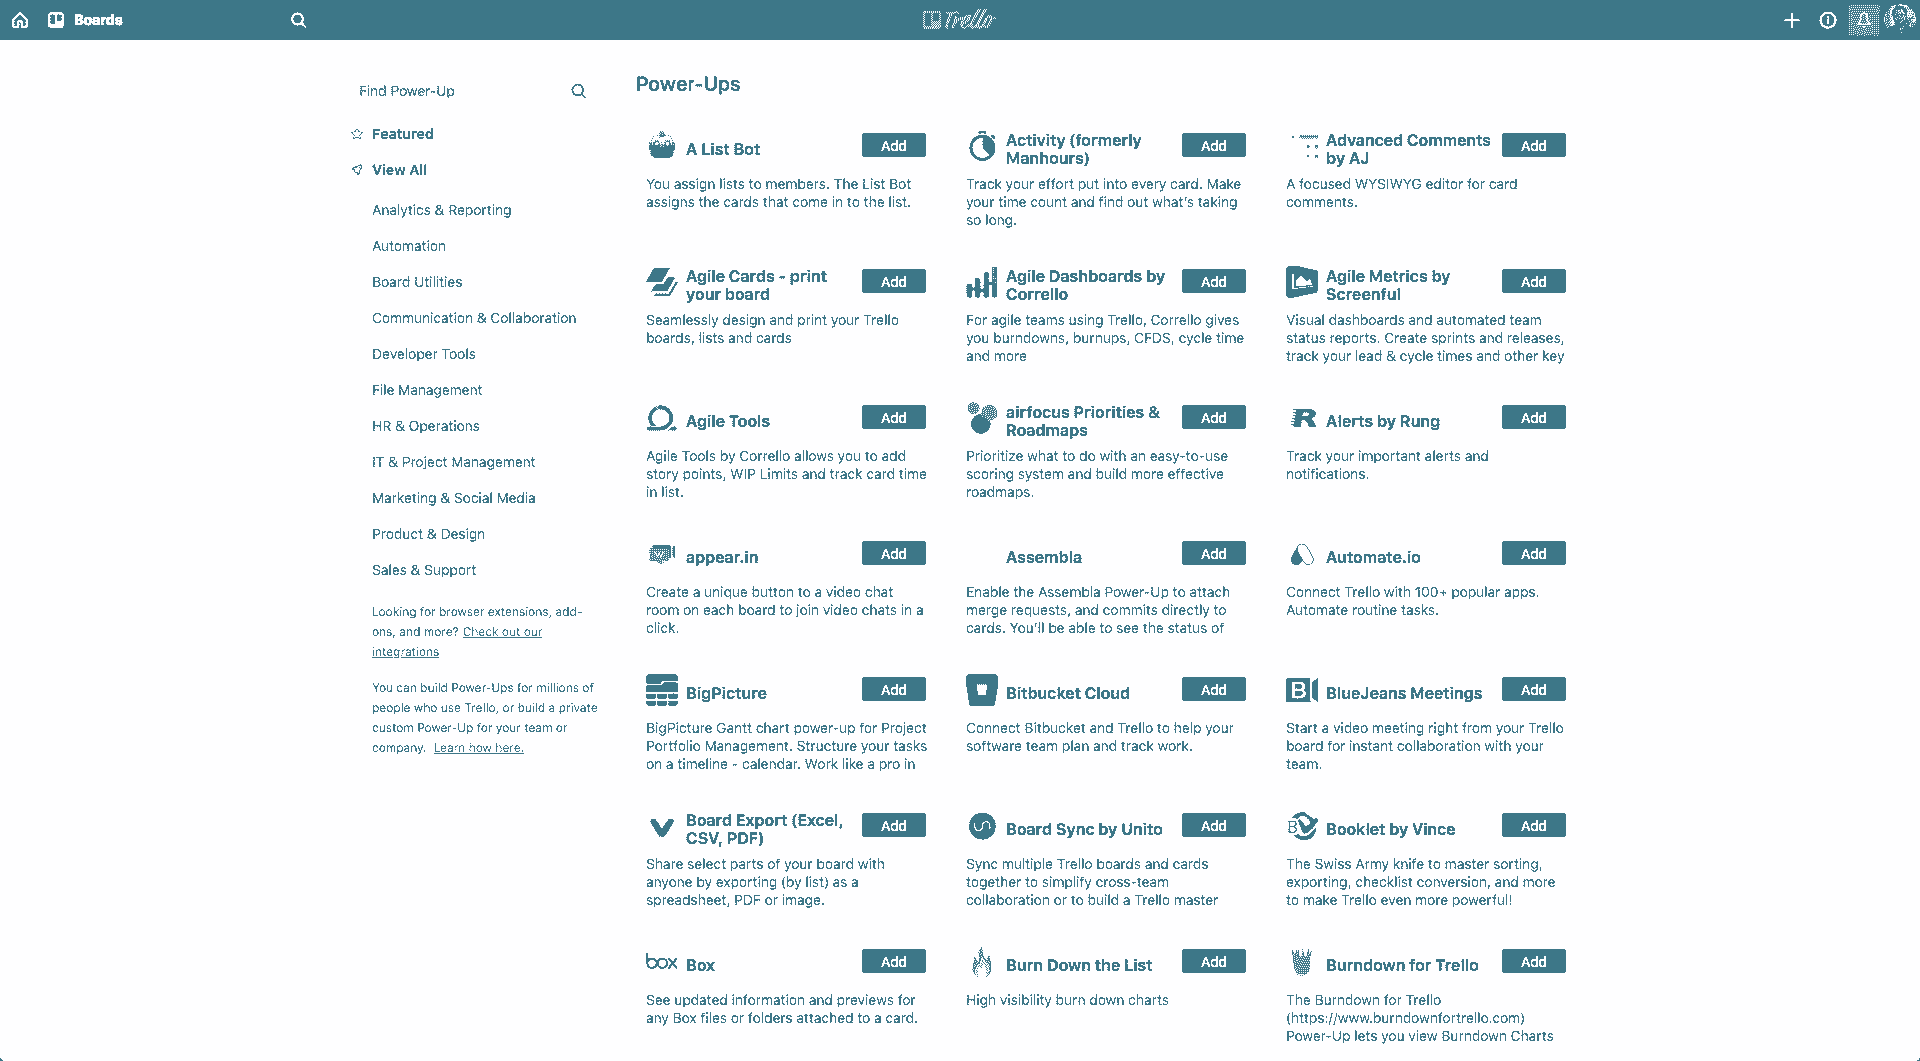 Boards
Trello
Find Power-Up
Featured
View All
Analytics & Reporting
Automation
Board Utilities
Communication & Collaboration
Developer Tools
File Management
HR & Operations
IT & Project Management
Marketing & Social Media
Product & Design
Sales & Support
Looking for browser extensions, add-
ons, and more? Check out our
integrations
You can build Power-Ups for millions of
people who use Trello, or build a private
custom Power-Up for your team or
company. Learn how here.
Power-Ups
A List Bot
Add
You assign lists to members. The List Bot
assigns the cards that come in to the list.
Activity (formerly
Manhours)
Add
Track your effort put into every card. Make
your time count and find out what's taking
so long.
Advanced Comments
by AJ
Add
A focused WYSIWYG editor for card
comments.
Agile Cards - print
your board
Add
Seamlessly design and print your Trello
boards, lists and cards
Agile Dashboards by
Corrello
Add
For agile teams using Trello, Corrello gives
you burndowns, burnups, CFDS, cycle time
and more
Agile Metrics by
Screenful
Add
Visual dashboards and automated team
status reports. Create sprints and releases,
track your lead & cycle times and other key
Agile Tools
Add
Agile Tools by Corrello allows you to add
story points, WIP Limits and track card time
in list.
airfocus Priorities &
Roadmaps
Add
Prioritize what to do with an easy-to-use
scoring system and build more effective
roadmaps.
Alerts by Rung
Add
Track your important alerts and
notifications.
appear.in
Add
Create a unique button to a video chat
room on each board to join video chats in a
click.
Assembla
Add
Enable the Assembla Power-Up to attach
merge requests, and commits directly to
cards. You'll be able to see the status of
Automate.io
Add
Connect Trello with 100+ popular apps.
Automate routine tasks.
BigPicture
Add
BigPicture Gantt chart power-up for Project
Portfolio Management. Structure your tasks
on a timeline - calendar. Work like a pro in
Bitbucket Cloud
Add
Connect Bitbucket and Trello to help your
software team plan and track work.
B
BlueJeans Meetings
Add
Start a video meeting right from your Trello
board for instant collaboration with your
team.
Board Export (Excel,
CSV, PDF)
Add
Share select parts of your board with
anyone by exporting (by list) as a
spreadsheet, PDF or image.
Board Sync by Unito
Add
Sync multiple Trello boards and cards
together to simplify cross-team
collaboration or to build a Trello master
Booklet by Vince
Add
The Swiss Army knife to master sorting,
exporting, checklist conversion, and more
to make Trello even more powerful!
box
Box
Add
See updated information and previews for
any Box files or folders attached to a card.
Burn Down the List
Add
High visibility burn down charts
Burndown for Trello
Add
The Burndown for Trello
(https://www.burndownfortrello.com)
Power-Up lets you view Burndown Charts